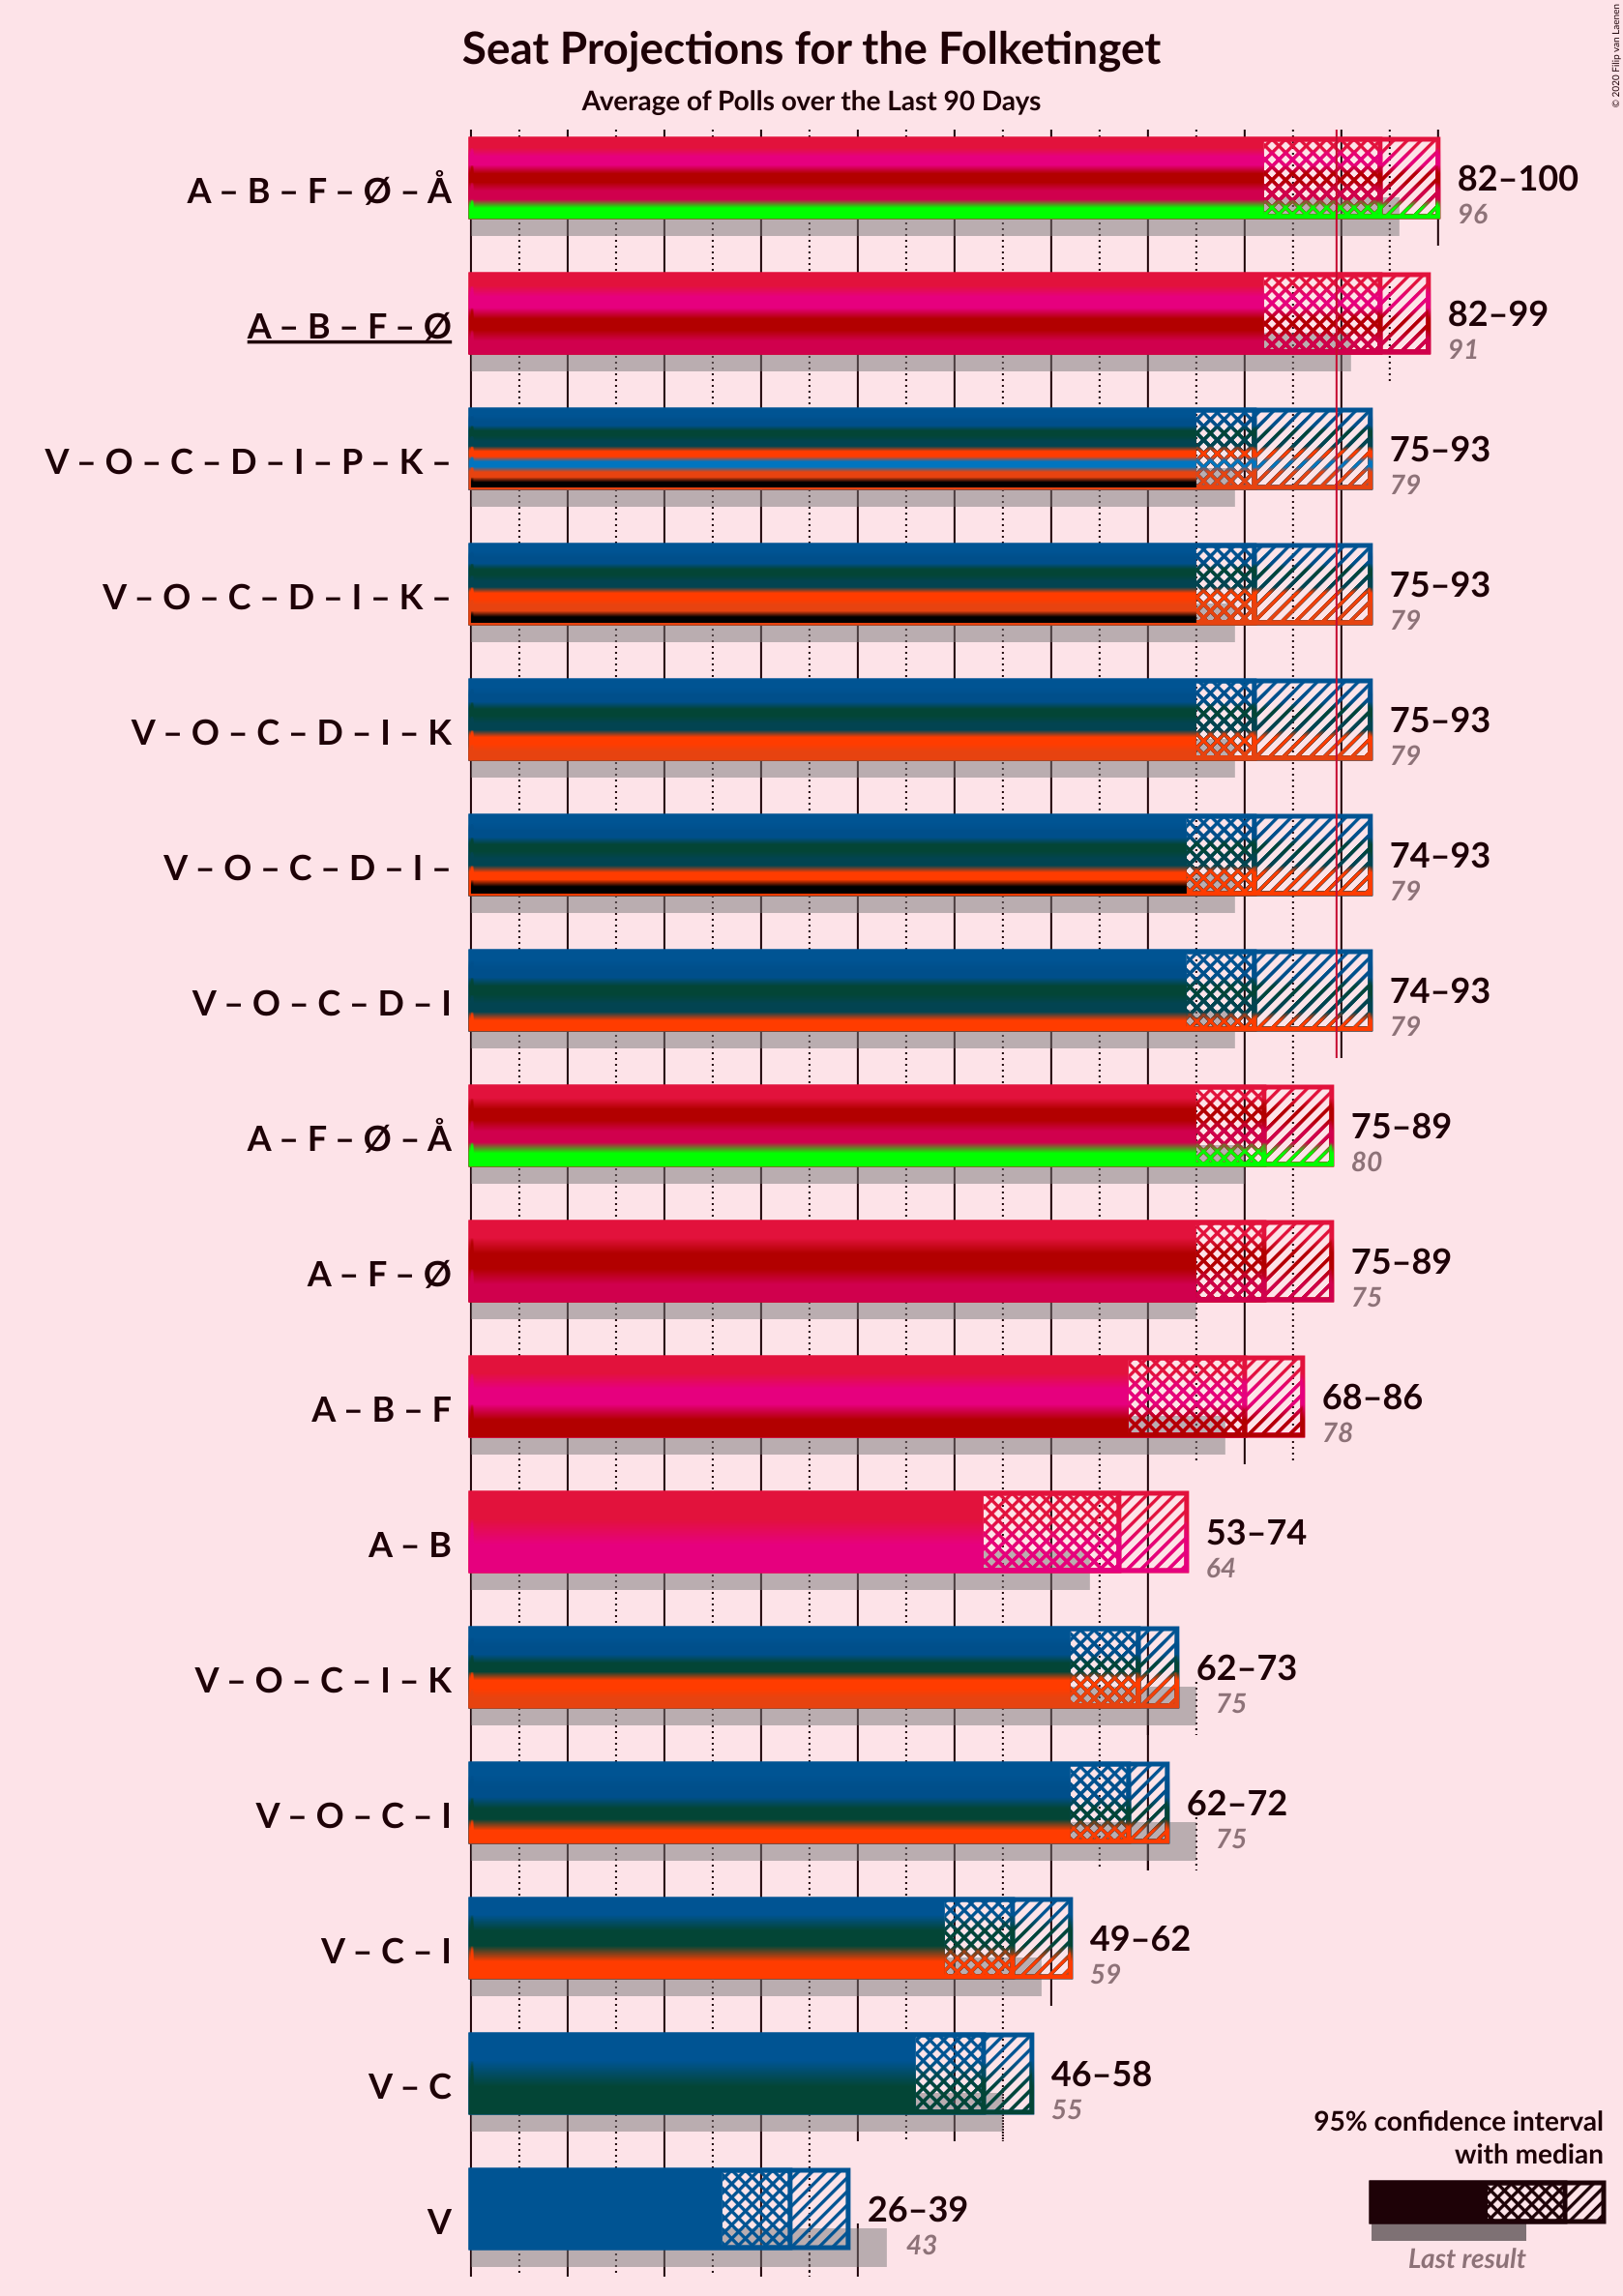 © 2020 Filip van Laenen
Seat Projections for the Folketinget
Average of Polls over the Last 90 Days
A – B – F – Ø – Å
82–100
96
A – B – F – Ø
82–99
91
V – O – C – D – I – P – K –
75–93
79
V – O – C – D – I – K –
75–93
79
V – O – C – D – I – K
75–93
79
V – O – C – D – I –
74–93
79
V – O – C – D – I
74–93
79
A – F – Ø – Å
75–89
80
A – F – Ø
75–89
75
A – B – F
68–86
78
A – B
53–74
64
V – O – C – I – K
62–73
75
V – O – C – I
62–72
75
V – C – I
49–62
59
V – C
46–58
55
V
26–39
43
95% confidence interval
with median
Last result